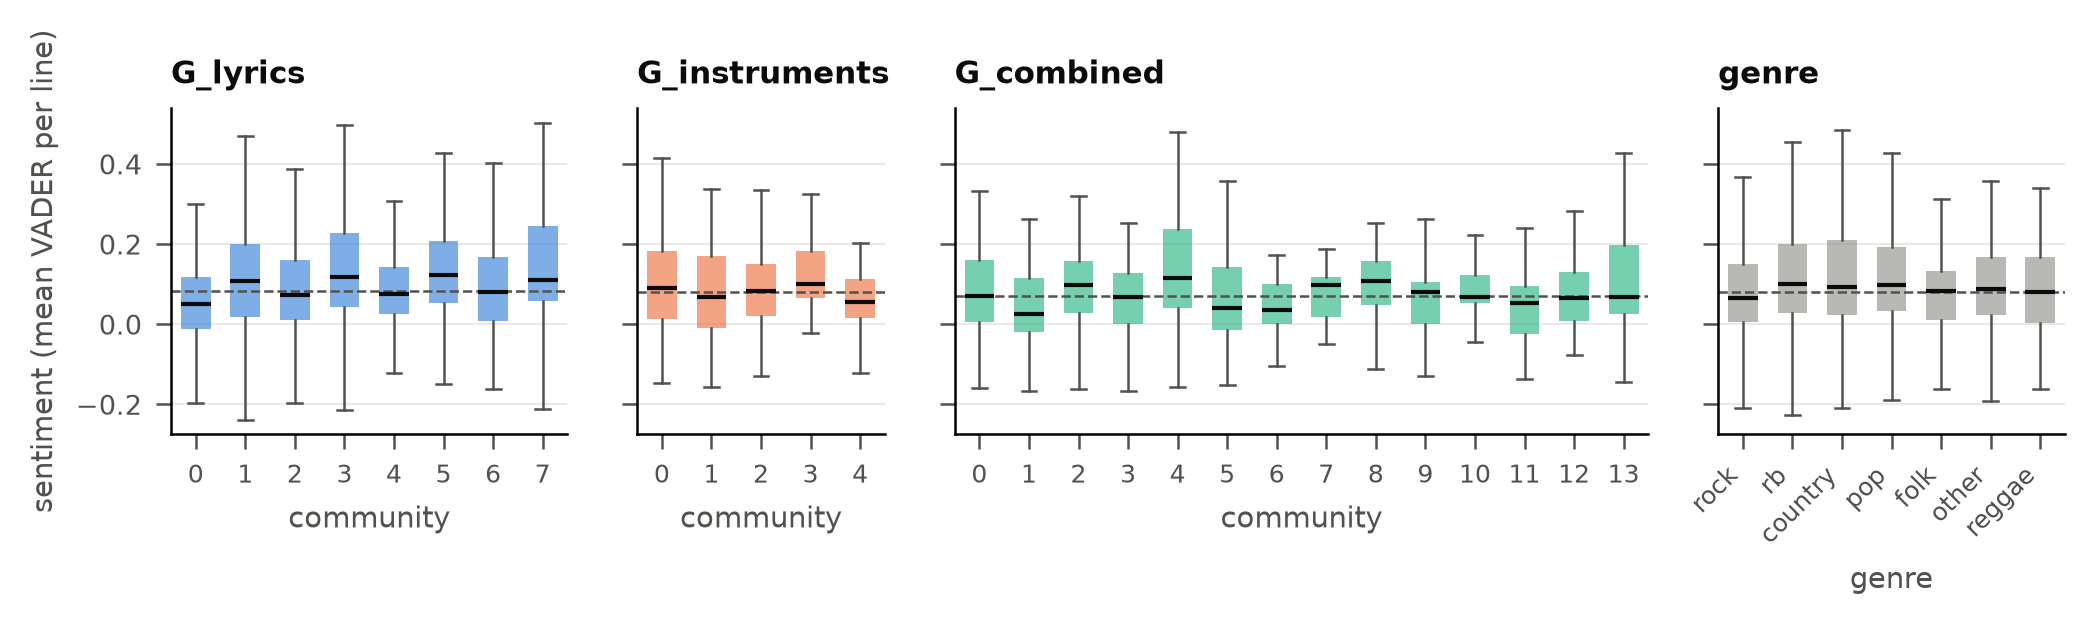 G_lyrics
G_instruments
G_combined
genre
sentiment (mean VADER per line)
0.4
0.2
0.0
−0.2
0 1 2 3 4 5 6 7
0 1 2 3 4
0 1 2 3 4 5 6 7 8 9 10 11 12 13
rock rb country pop folk other reggae
community
community
community
genre